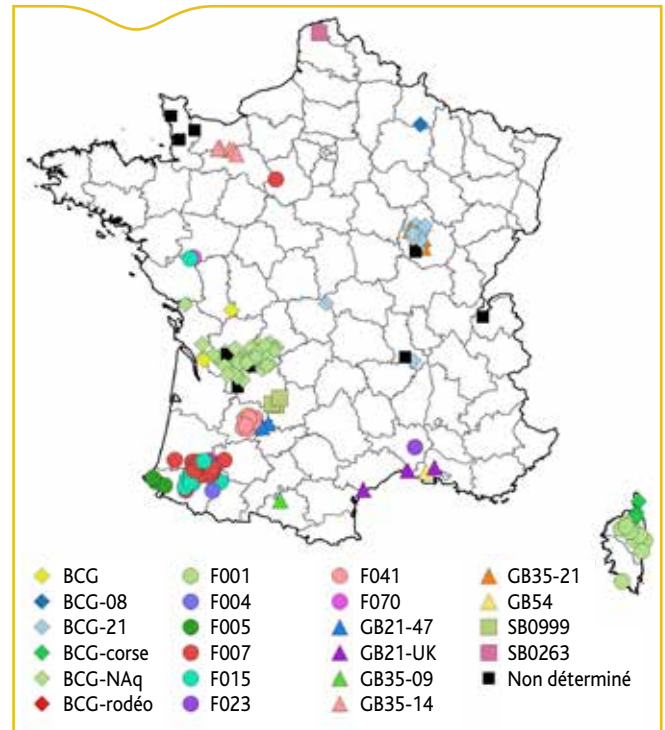 BCG
BCG-08
BCG-21
BCG-corse
BCG-NAq
BCG-rodéo
F001
F004
F005
F007
F015
F023
F041
F070
GB21-47
GB21-UK
GB35-09
GB35-14
GB35-21
GB54
SB0999
SB0263
Non déterminé